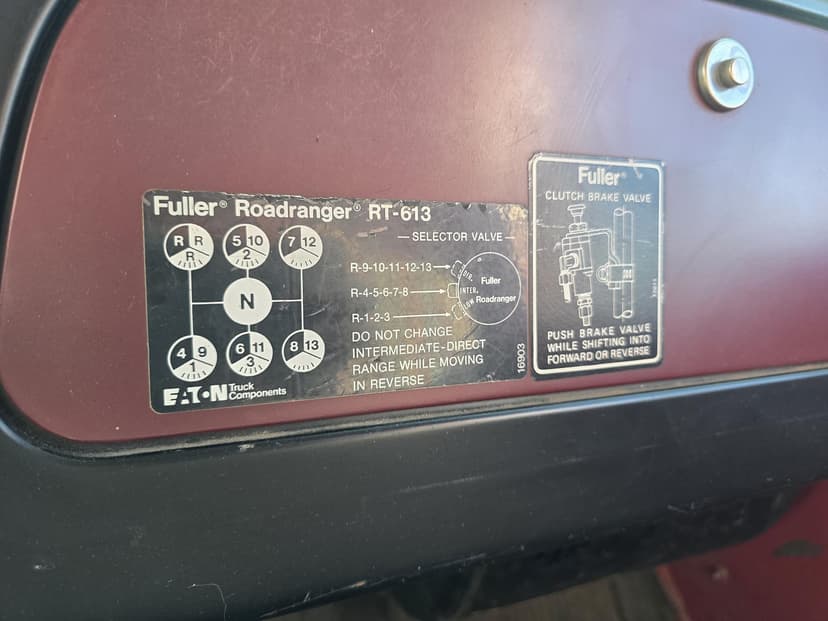 Fuller® Roadranger® RT-613
R R R
5 10 2
7 12
N
4 9 1
6 11 3
8 13
— SELECTOR VALVE —
R-9-10-11-12-13 DIR.
R-4-5-6-7-8 INTER.
R-1-2-3 LOW
Fuller
Roadranger
DO NOT CHANGE
INTERMEDIATE-DIRECT
RANGE WHILE MOVING
IN REVERSE
16903
EATON Truck
Components
Fuller®
CLUTCH BRAKE VALVE
PUSH BRAKE VALVE
WHILE SHIFTING INTO
FORWARD OR REVERSE